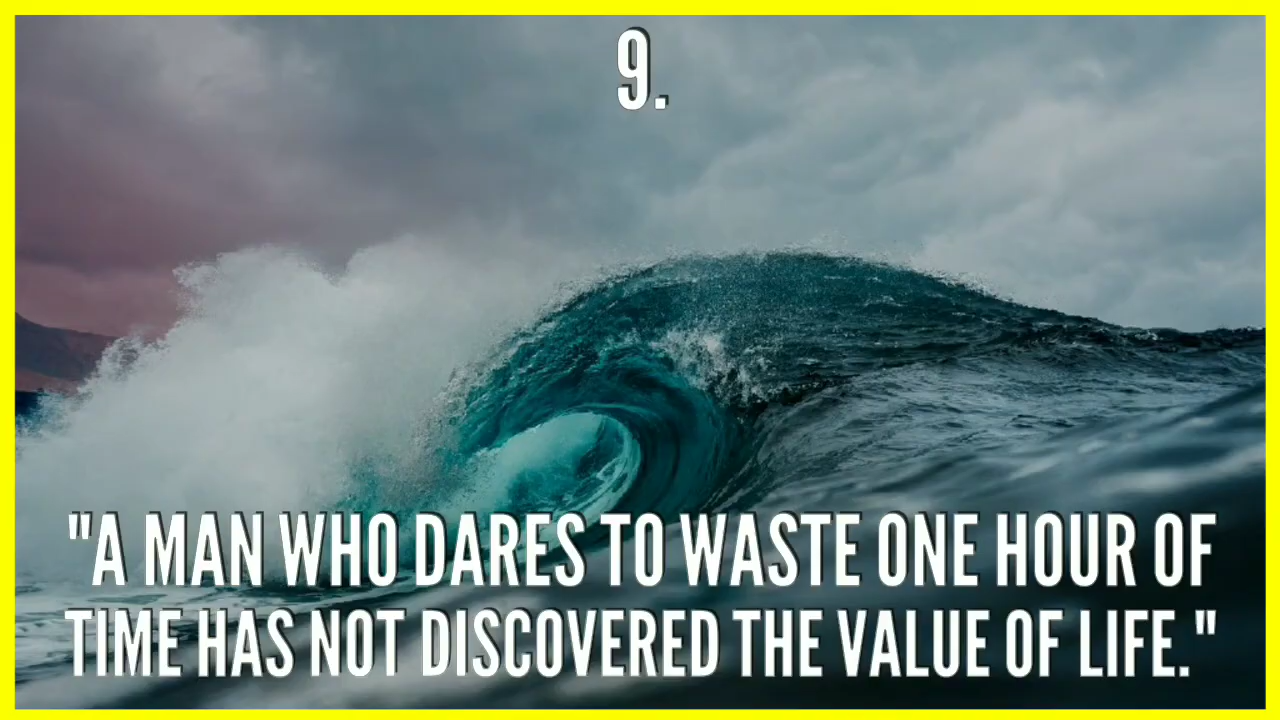 9.
"A MAN WHO DARES TO WASTE ONE HOUR OF
TIME HAS NOT DISCOVERED THE VALUE OF LIFE."